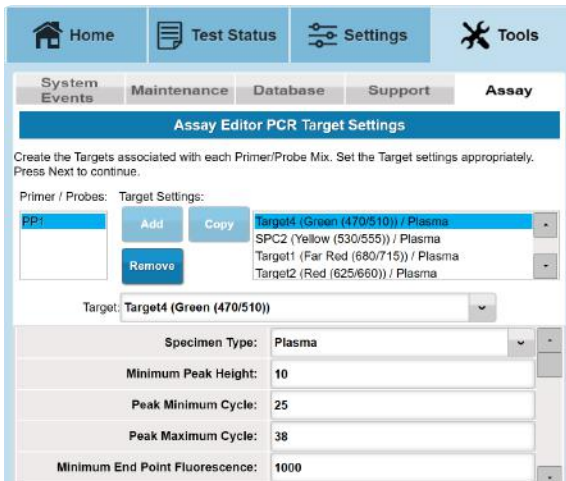 Home Test Status Settings Tools
System Events Maintenance Database Support Assay
Assay Editor PCR Target Settings
Create the Targets associated with each Primer/Probe Mix. Set the Target settings appropriately.
Press Next to continue.
Primer / Probes: Target Settings:
PP1 Add Copy Target4 (Green (470/510)) / Plasma
SPC2 (Yellow (530/555)) / Plasma
Remove Target1 (Far Red (680/715)) / Plasma
Target2 (Red (625/660)) / Plasma
Target: Target4 (Green (470/510))
Specimen Type: Plasma
Minimum Peak Height: 10
Peak Minimum Cycle: 25
Peak Maximum Cycle: 38
Minimum End Point Fluorescence: 1000